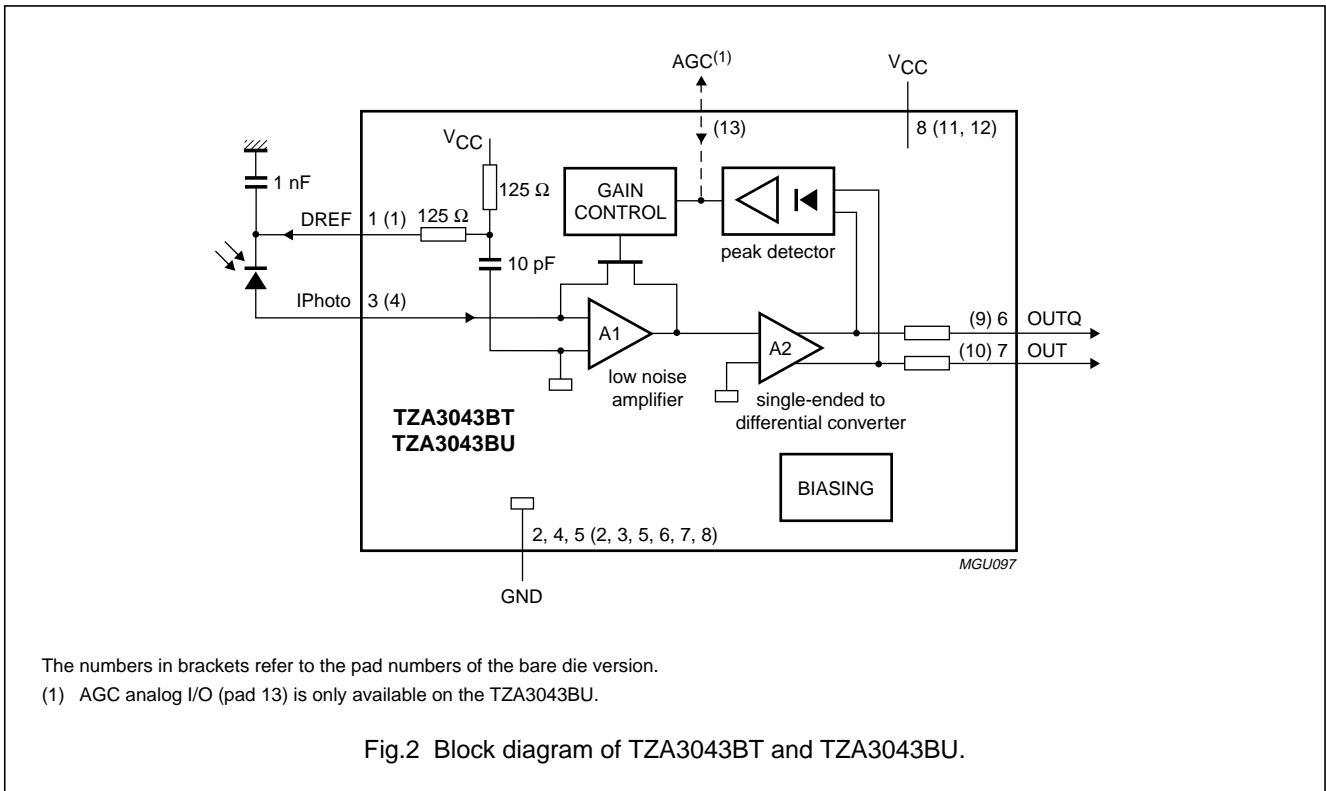 AGC(1)
VCC
(13)
8 (11, 12)
VCC
1 nF
125 Ω
GAIN
CONTROL
DREF
1 (1)
125 Ω
peak detector
10 pF
IPhoto
3 (4)
A1
A2
(9) 6
OUTQ
(10) 7
OUT
low noise
amplifier
single-ended to
differential converter
TZA3043BT
TZA3043BU
BIASING
2, 4, 5 (2, 3, 5, 6, 7, 8)
MGU097
GND
The numbers in brackets refer to the pad numbers of the bare die version.
(1) AGC analog I/O (pad 13) is only available on the TZA3043BU.
Fig.2 Block diagram of TZA3043BT and TZA3043BU.